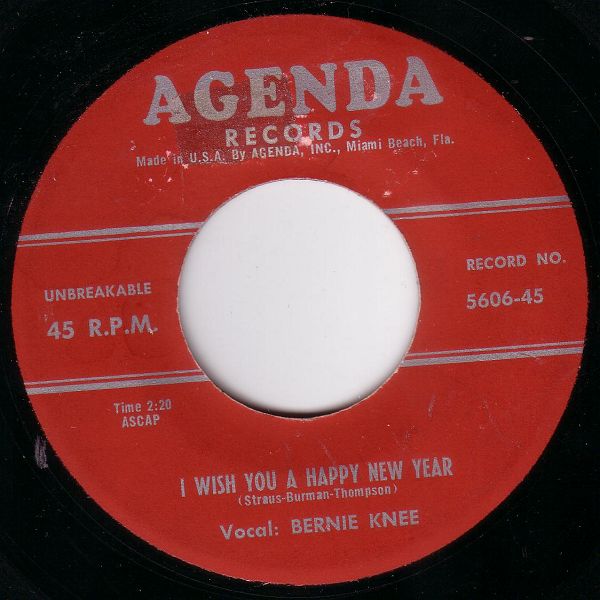 AGENDA
RECORDS
Made in U.S.A. By AGENDA, INC., Miami Beach, Fla.
UNBREAKABLE
45 R.P.M.
RECORD NO.
5606-45
Time 2:20
ASCAP
I WISH YOU A HAPPY NEW YEAR
(Straus-Burman-Thompson)
Vocal: BERNIE KNEE